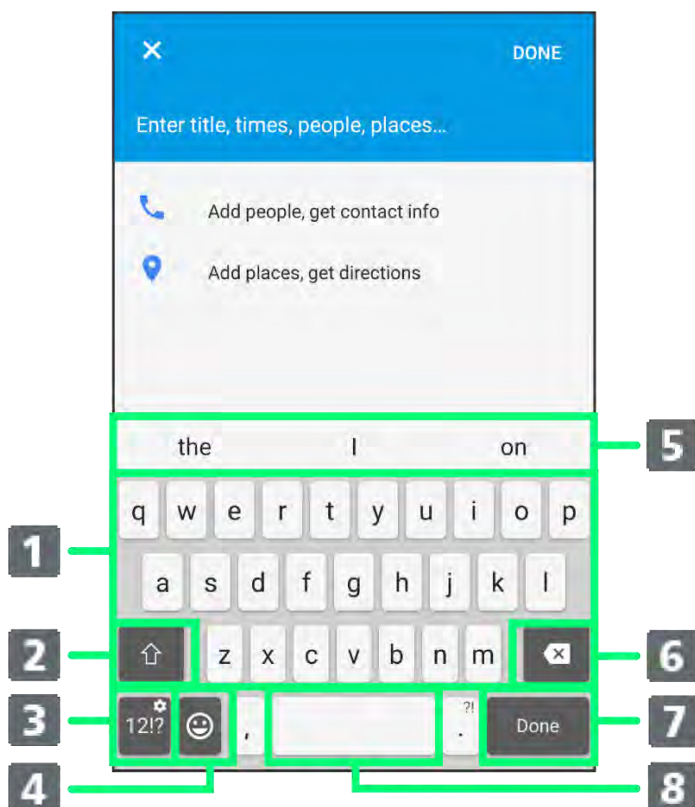 DONE
Enter title, times, people, places...
Add people, get contact info
Add places, get directions
the I on
5
q w e r t y u i o p
1
a s d f g h j k l
2
z x c v b n m
6
3
12!?
,
?!
.
Done
7
4
8